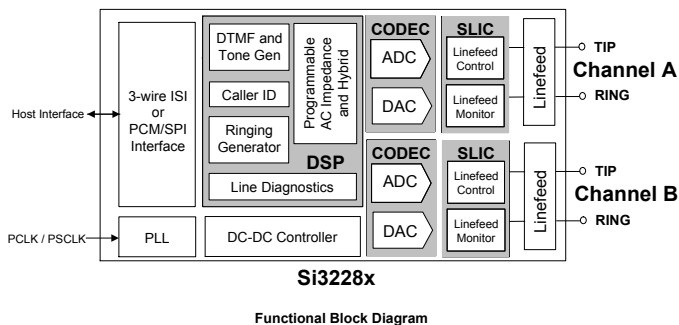 Host Interface
PCLK / PSCLK
3-wire ISI
or
PCM/SPI
Interface
PLL
DTMF and
Tone Gen
Caller ID
Ringing
Generator
Programmable
AC Impedance
and Hybrid
DSP
Line Diagnostics
DC-DC Controller
CODEC
ADC
DAC
SLIC
Linefeed
Control
Linefeed
Monitor
Linefeed
TIP
Channel A
RING
CODEC
ADC
DAC
SLIC
Linefeed
Control
Linefeed
Monitor
Linefeed
TIP
Channel B
RING
Si3228x
Functional Block Diagram